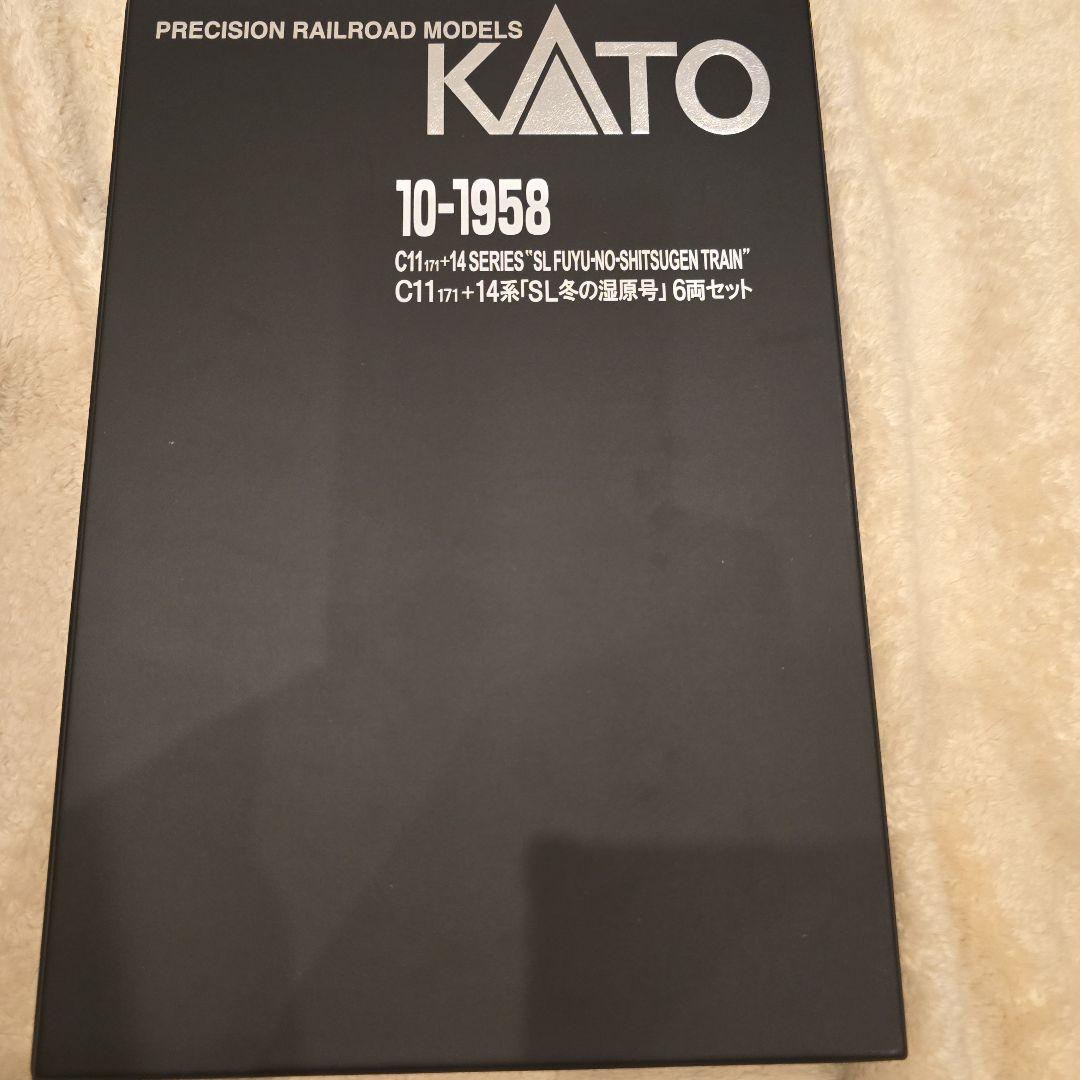 PRECISION RAILROAD MODELS
KATO
10-1958
C11171+14 SERIES "SL FUYU-NO-SHITSUGEN TRAIN"
C11171+14系「SL冬の湿原号」6両セット